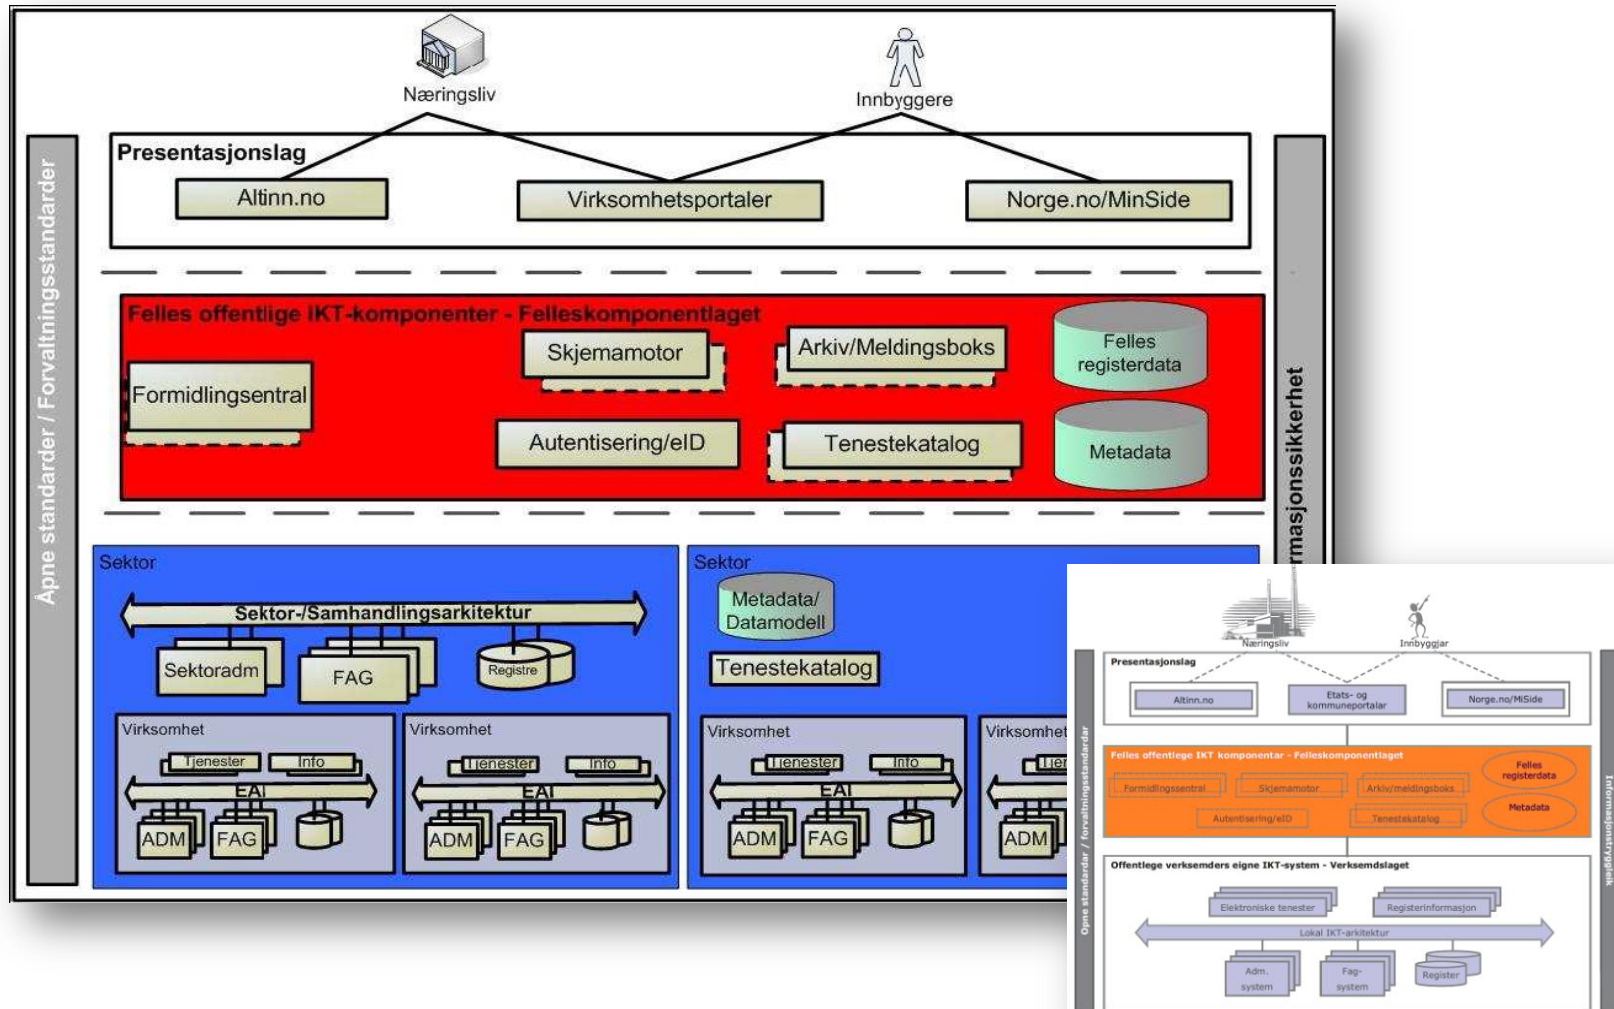 Næringsliv
Innbyggere
Åpne standarder / Forvaltningsstandarder
Presentasjonslag
Altinn.no
Virksomhetsportaler
Norge.no/MinSide
Felles offentlige IKT-komponenter - Felleskomponentlaget
Formidlingsentral
Skjemamotor
Arkiv/Meldingsboks
Felles
registerdata
Autentisering/eID
Tenestekatalog
Metadata
rmasjonssikkerhet
Sektor
Sektor-/Samhandlingsarkitektur
Sektoradm
FAG
Registre
Virksomhet
Tjenester
Info
EAI
ADM
FAG
Virksomhet
Tjenester
Info
EAI
ADM
FAG
Sektor
Metadata/
Datamodell
Tenestekatalog
Virksomhet
Tjenester
Info
EAI
ADM
FAG
Virksomhet
Tjer
ADM
Næringsliv
Innbyggjar
Opne standardar / forvaltningsstandardar
Presentasjonslag
Altinn.no
Etats- og
kommuneportalar
Norge.no/MiSide
Felles offentlege IKT komponentar - Felleskomponentlaget
Formidlingssentral
Skjemamotor
Arkiv/meldingsboks
Felles
registerdata
Autentisering/eID
Tenestekatalog
Metadata
Informasjonstryggleik
Offentlege verksemders eigne IKT-system - Verksemdslaget
Elektroniske tenester
Registerinformasjon
Lokal IKT-arkitektur
Adm.
system
Fag-
system
Register